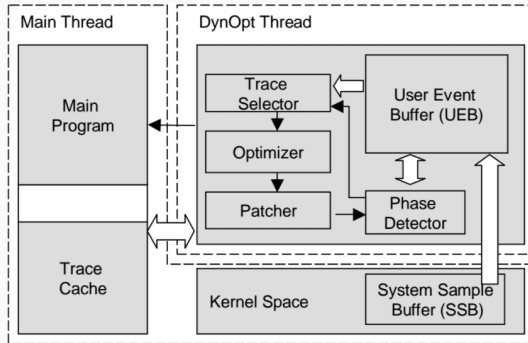 Main Thread
DynOpt Thread
Main
Program
Trace
Cache
Trace
Selector
Optimizer
Patcher
User Event
Buffer (UEB)
Phase
Detector
Kernel Space
System Sample
Buffer (SSB)